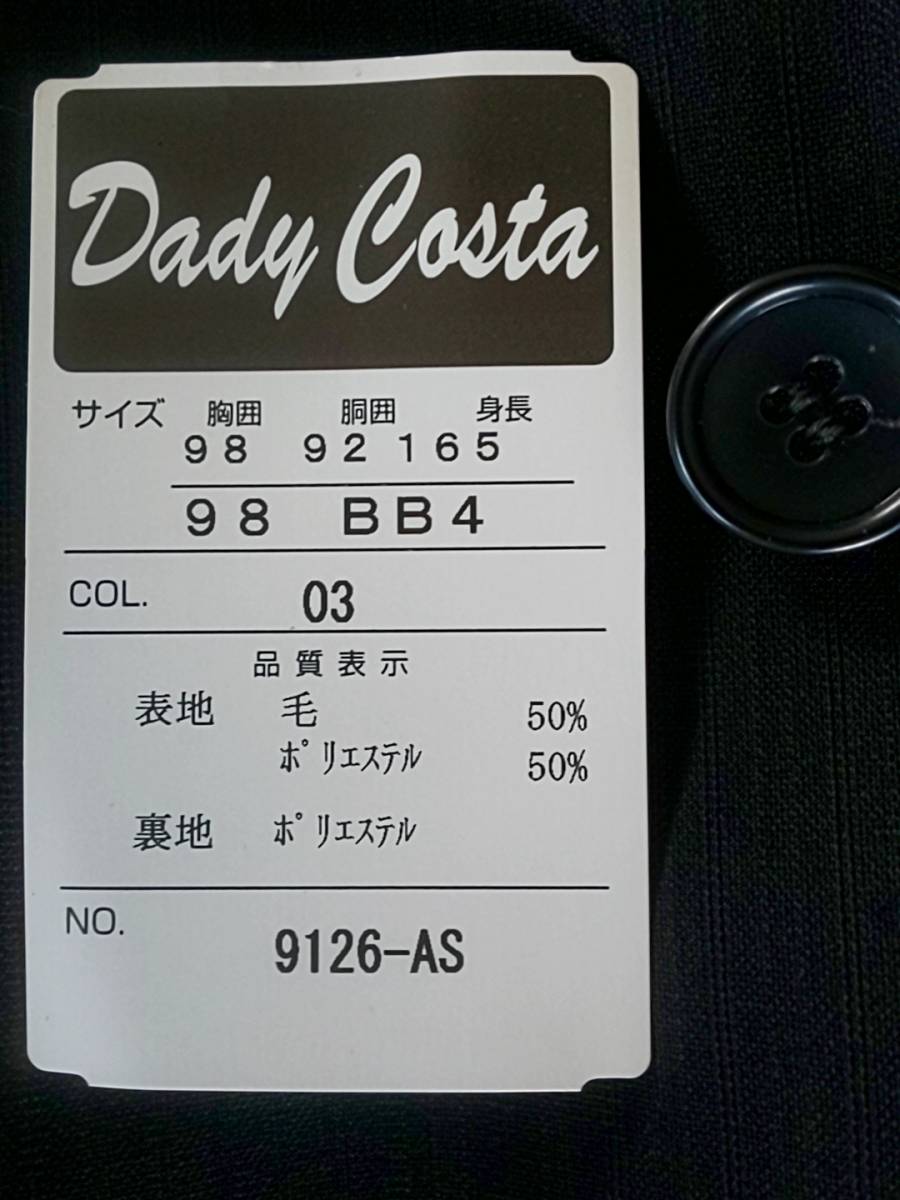 Dady Costa
サイズ 胸囲 胴囲 身長
98 92 165
98 BB4
COL. 03
品質表示
表地 毛 50%
ポリエステル 50%
裏地 ポリエステル
NO.
9126-AS